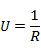 U = 1/R